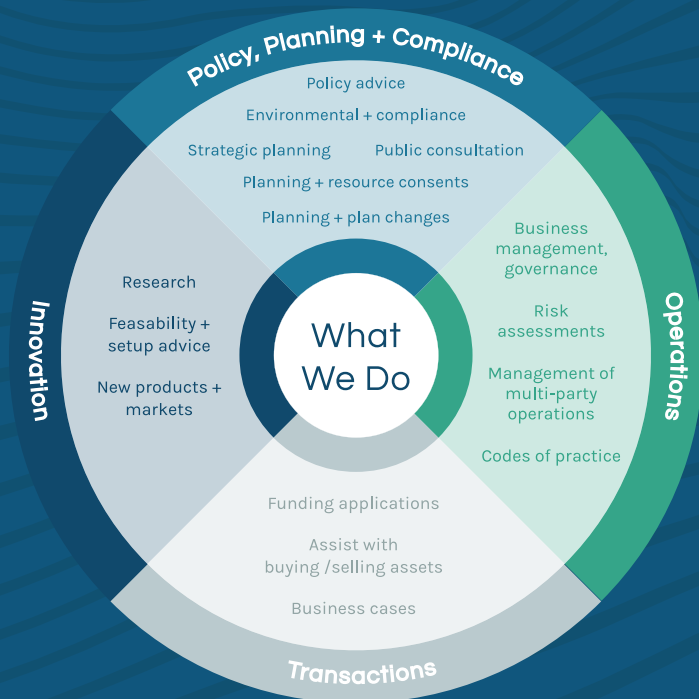 Policy, Planning + Compliance
Policy advice
Environmental + compliance
Strategic planning
Public consultation
Planning + resource consents
Planning + plan changes
Innovation
Research
Feasability +
setup advice
New products +
markets
What
We Do
Operations
Business
management,
governance
Risk
assessments
Management of
multi-party
operations
Codes of practice
Funding applications
Assist with
buying /selling assets
Business cases
Transactions